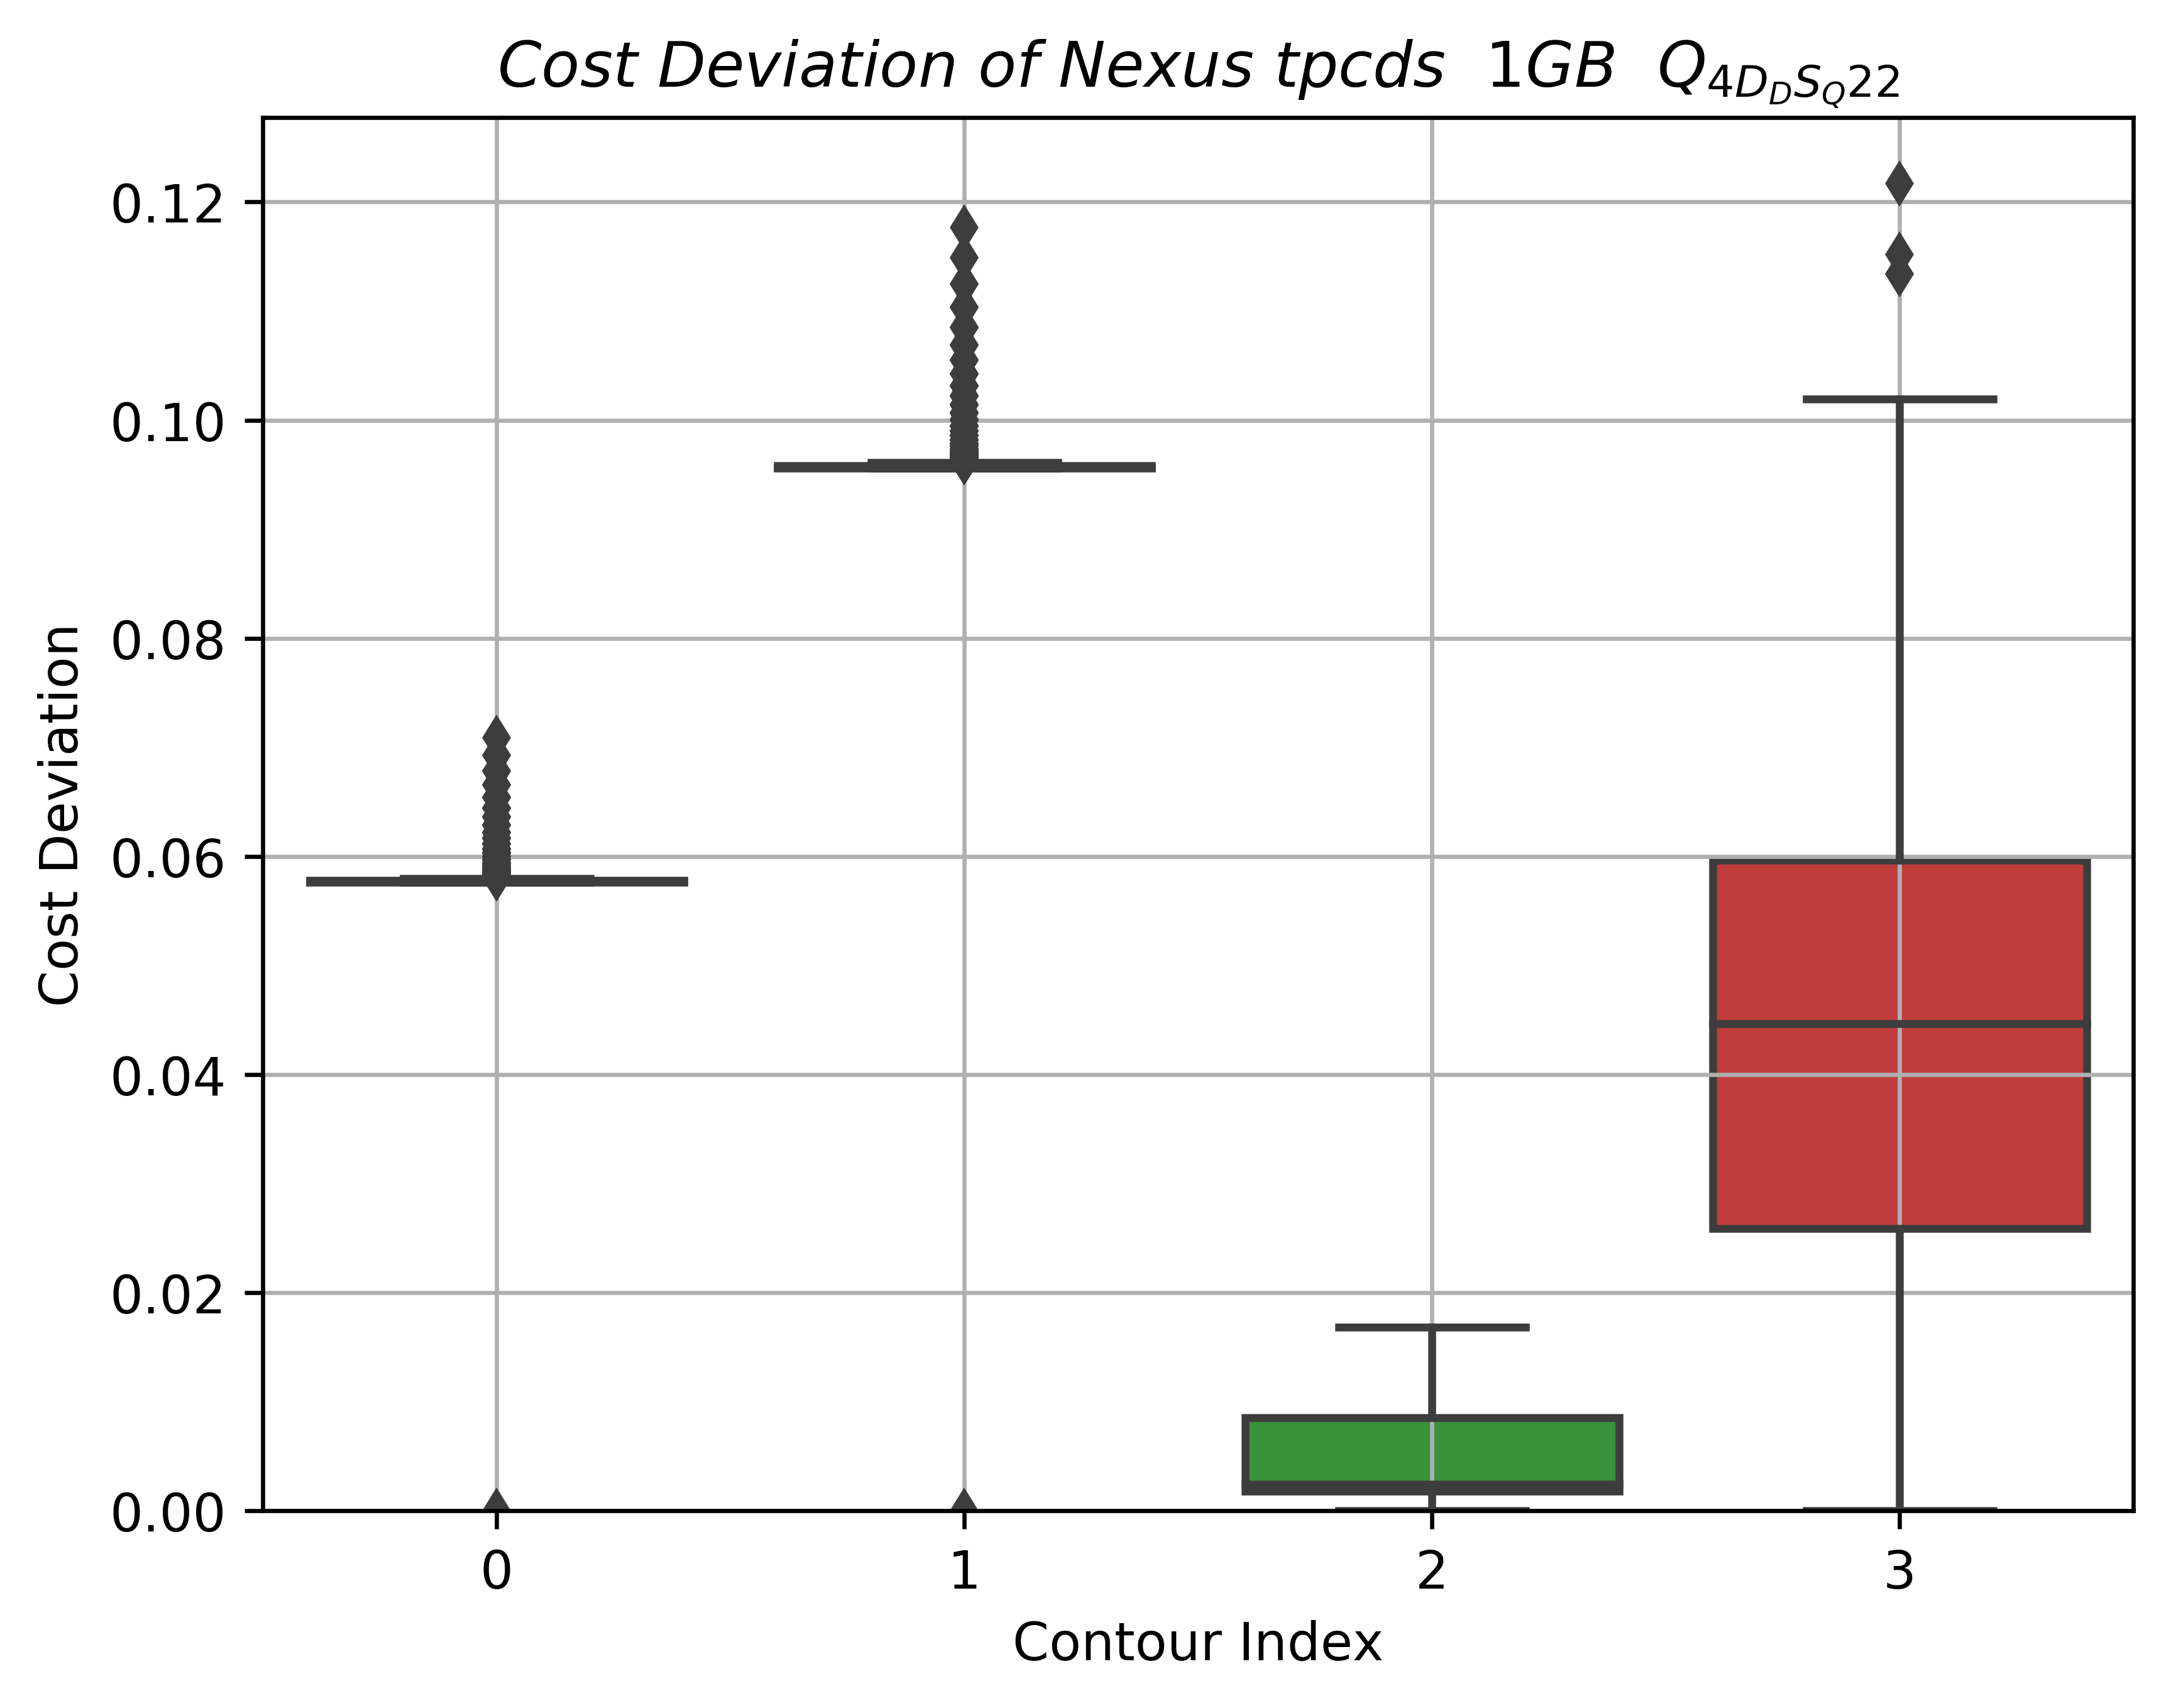 Cost Deviation of Nexus tpcds 1GB Q4DDSQ22
0.12
0.10
0.08
0.06
0.04
0.02
0.00
Cost Deviation
0 1 2 3
Contour Index